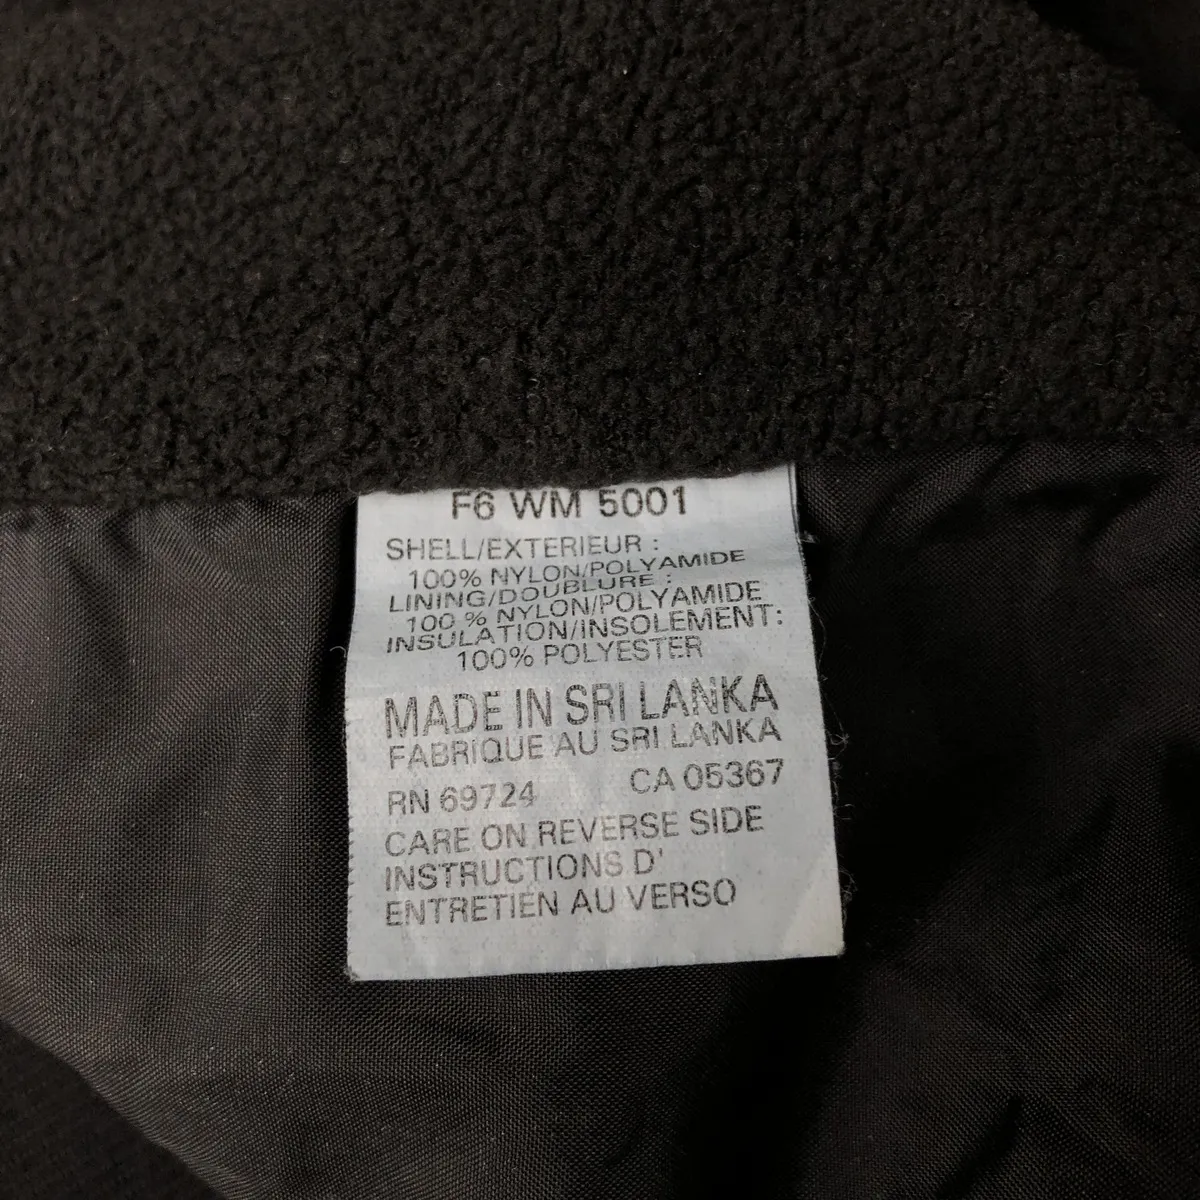 F6 WM 5001
SHELL/EXTERIEUR :
100% NYLON/POLYAMIDE
LINING/DOUBLURE :
100 % NYLON/POLYAMIDE
INSULATION/INSOLEMENT:
100% POLYESTER
MADE IN SRI LANKA
FABRIQUE AU SRI LANKA
RN 69724 CA 05367
CARE ON REVERSE SIDE
INSTRUCTIONS D'
ENTRETIEN AU VERSO